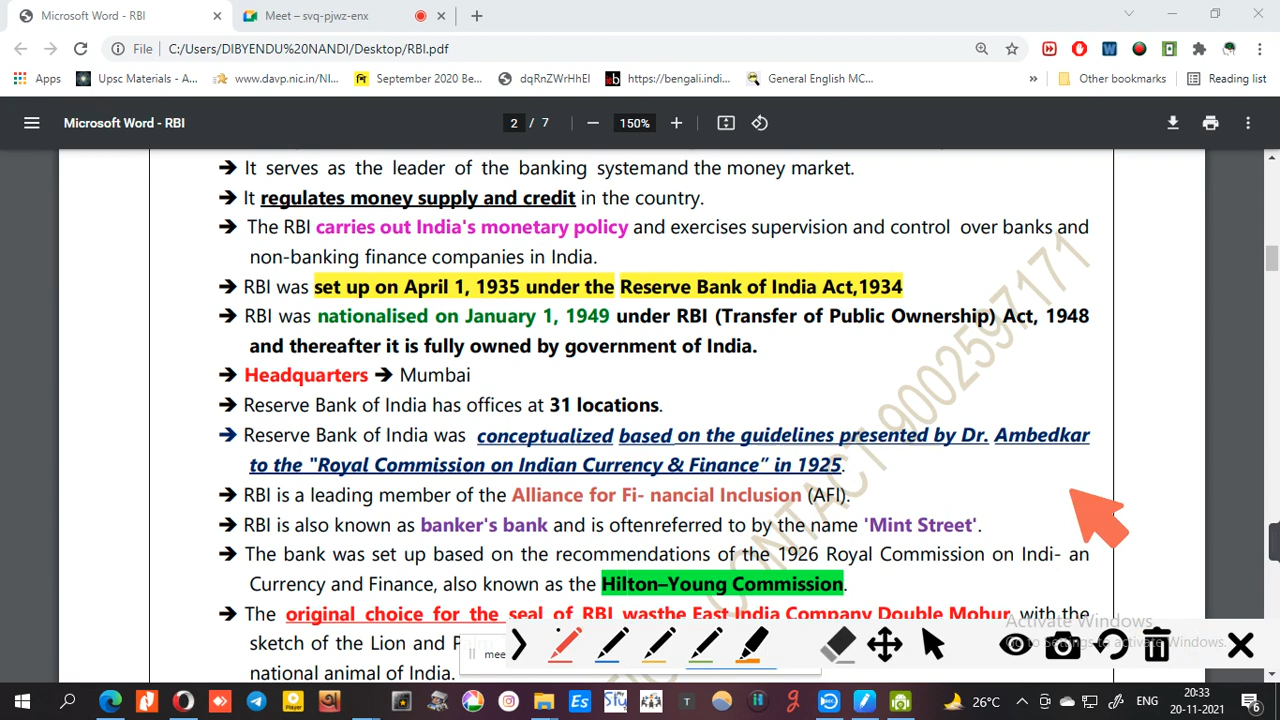 Microsoft Word - RBI
Meet – svq-pjwz-enx
File
C:/Users/DIBYENDU%20NANDI/Desktop/RBI.pdf
Apps
Upsc Materials - A...
www.davp.nic.in/NI...
September 2020 Be...
dqRnZWrHhEI
https://bengali.indi...
General English MC...
»
Other bookmarks
Reading list
Microsoft Word - RBI
2 / 7
150%
➔ It serves as the leader of the banking systemand the money market.
➔ It regulates money supply and credit in the country.
➔ The RBI carries out India's monetary policy and exercises supervision and control over banks and
non-banking finance companies in India.
➔ RBI was set up on April 1, 1935 under the Reserve Bank of India Act,1934
➔ RBI was nationalised on January 1, 1949 under RBI (Transfer of Public Ownership) Act, 1948
and thereafter it is fully owned by government of India.
➔ Headquarters ➔ Mumbai
➔ Reserve Bank of India has offices at 31 locations.
➔ Reserve Bank of India was conceptualized based on the guidelines presented by Dr. Ambedkar
to the "Royal Commission on Indian Currency & Finance” in 1925.
➔ RBI is a leading member of the Alliance for Fi- nancial Inclusion (AFI).
➔ RBI is also known as banker's bank and is oftenreferred to by the name 'Mint Street'.
➔ The bank was set up based on the recommendations of the 1926 Royal Commission on Indi- an
Currency and Finance, also known as the Hilton–Young Commission.
➔ The original choice for the seal of RBI wasthe East India Company Double Mohur, with the
sketch of the Lion and
national animal of India.
CONTACT 9002597171
mee
Activate Windows
Go to Settings to activate Windows.
26°C
ENG
20:33
20-11-2021
6